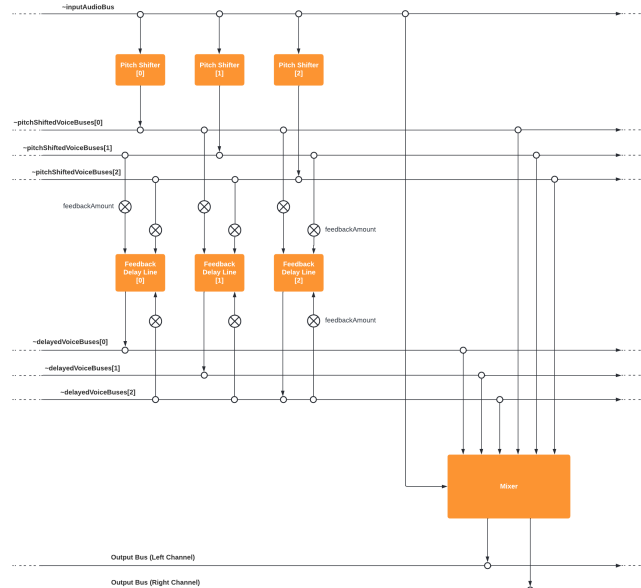 ~inputAudioBus
Pitch Shifter
[0]
Pitch Shifter
[1]
Pitch Shifter
[2]
~pitchShiftedVoiceBuses[0]
~pitchShiftedVoiceBuses[1]
~pitchShiftedVoiceBuses[2]
feedbackAmount
feedbackAmount
Feedback
Delay Line
[0]
Feedback
Delay Line
[1]
Feedback
Delay Line
[2]
feedbackAmount
~delayedVoiceBuses[0]
~delayedVoiceBuses[1]
~delayedVoiceBuses[2]
Mixer
Output Bus (Left Channel)
Output Bus (Right Channel)